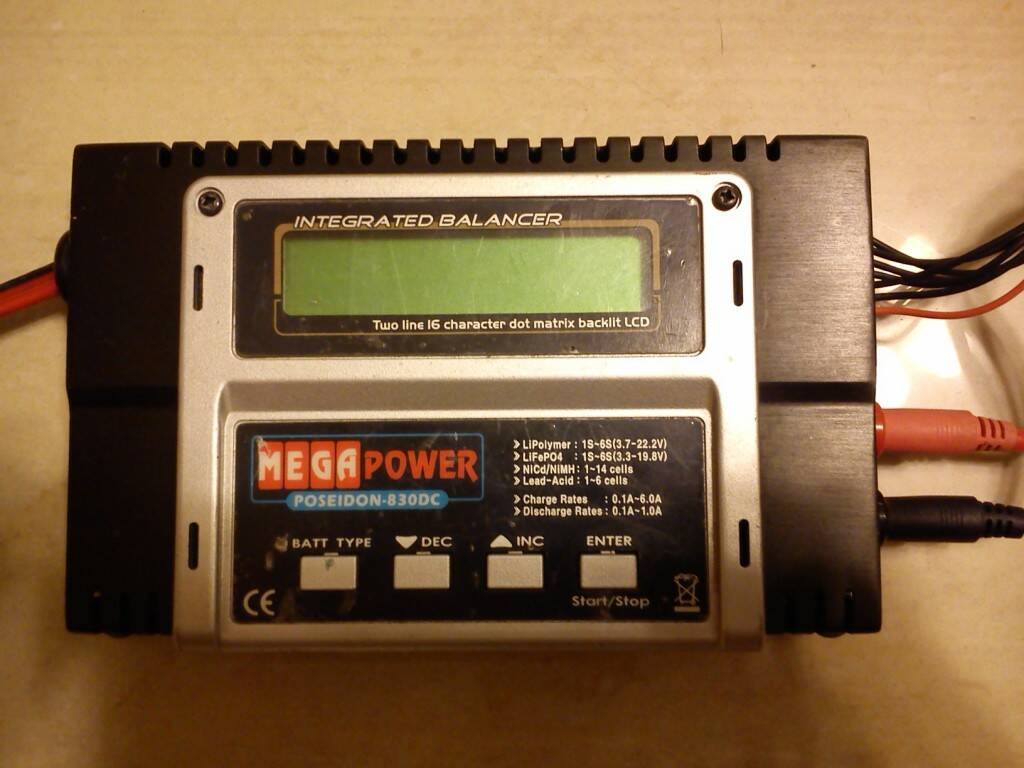 INTEGRATED BALANCER
Two line 16 character dot matrix backlit LCD
MEGA POWER
POSEIDON-830DC
LiPolymer : 1S~6S(3.7~22.2V)
LiFePO4 : 1S~6S(3.3~19.8V)
NiCd/NiMH : 1~14 cells
Lead-Acid : 1~6 cells
Charge Rates : 0.1A~6.0A
Discharge Rates : 0.1A~1.0A
BATT TYPE
DEC
INC
ENTER
Start/Stop
CE